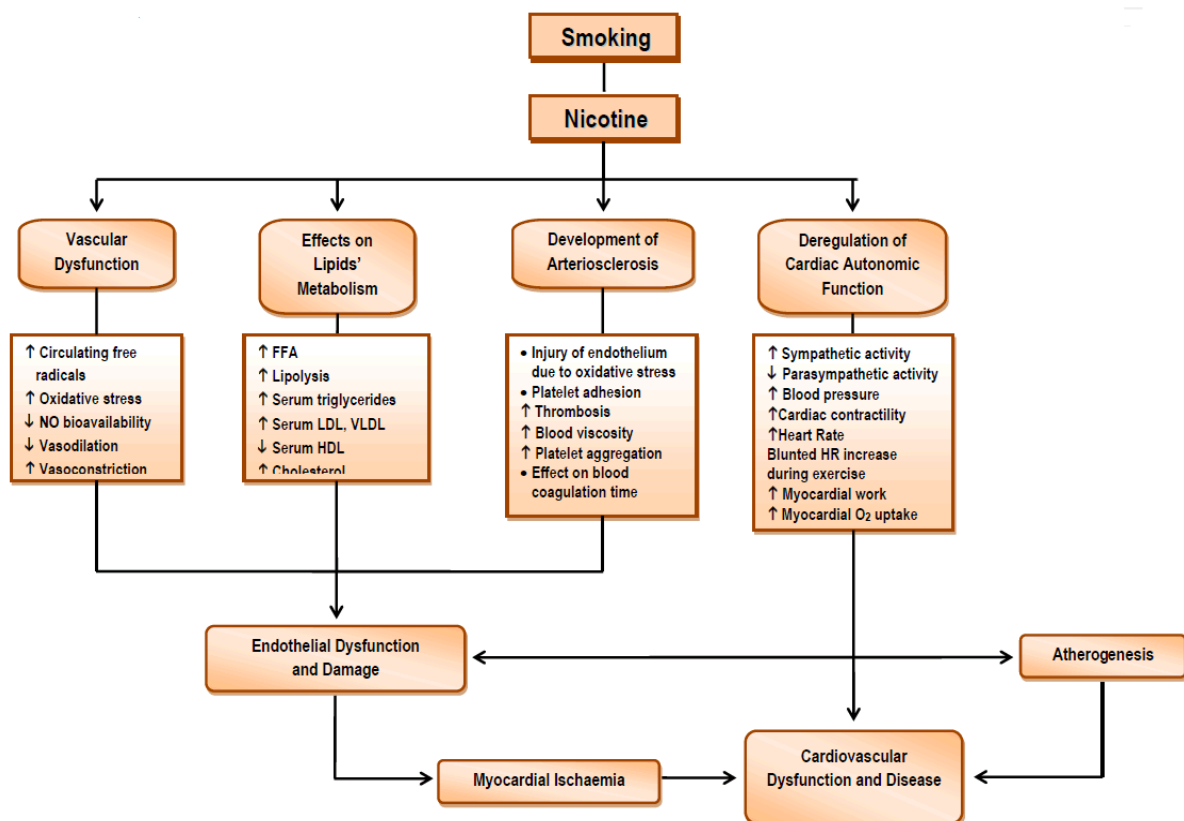 Smoking
Nicotine
Vascular
Dysfunction
Effects on
Lipids'
Metabolism
Development of
Arteriosclerosis
Deregulation of
Cardiac Autonomic
Function
↑ Circulating free
radicals
↑ Oxidative stress
↓ NO bioavailability
↓ Vasodilation
↑ Vasoconstriction
↑ FFA
↑ Lipolysis
↑ Serum triglycerides
↑ Serum LDL, VLDL
↓ Serum HDL
↑ Cholesterol
• Injury of endothelium
due to oxidative stress
• Platelet adhesion
↑ Thrombosis
↑ Blood viscosity
↑ Platelet aggregation
• Effect on blood
coagulation time
↑ Sympathetic activity
↓ Parasympathetic activity
↑ Blood pressure
↑Cardiac contractility
↑Heart Rate
Blunted HR increase
during exercise
↑ Myocardial work
↑ Myocardial O₂ uptake
Endothelial Dysfunction
and Damage
Atherogenesis
Myocardial Ischaemia
Cardiovascular
Dysfunction and Disease